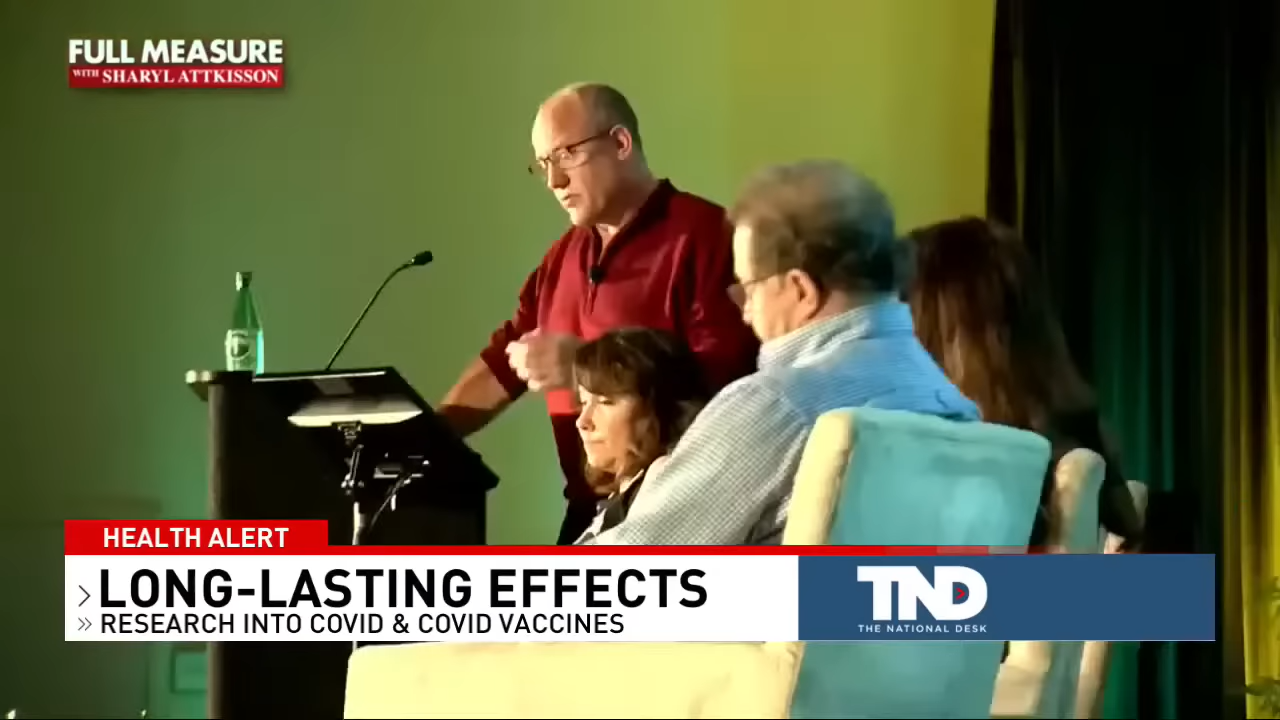 FULL MEASURE
WITH SHARYL ATTKISSON
HEALTH ALERT
LONG-LASTING EFFECTS
RESEARCH INTO COVID & COVID VACCINES
TND
THE NATIONAL DESK